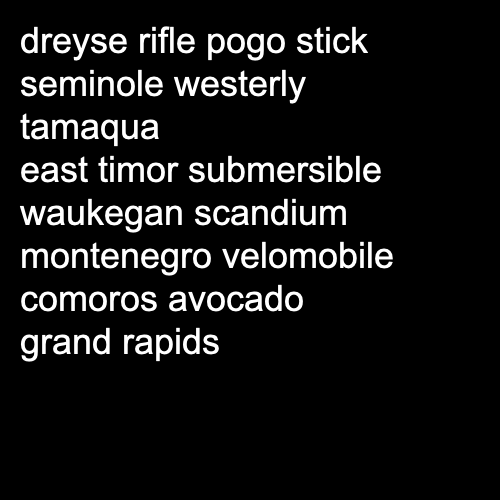 dreyse rifle pogo stick
seminole westerly
tamaqua
east timor submersible
waukegan scandium
montenegro velomobile
comoros avocado
grand rapids